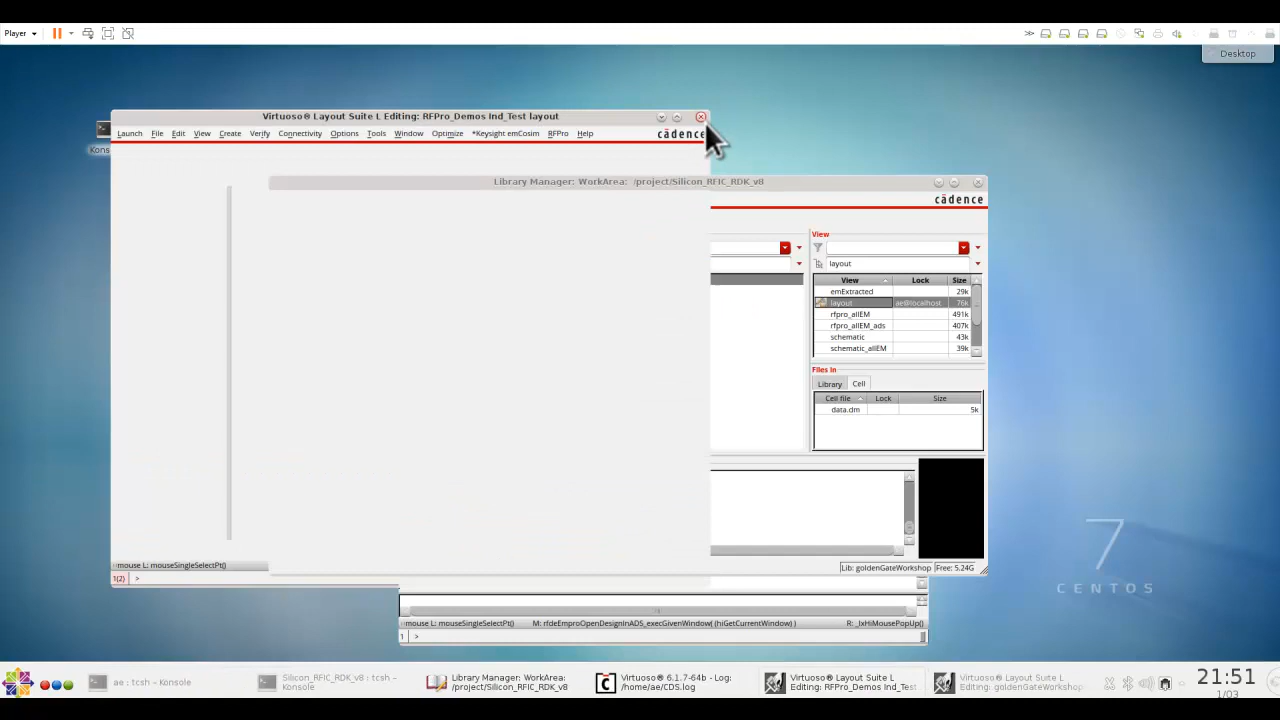 Player
Desktop
Virtuoso® Layout Suite L Editing: RFPro_Demos Ind_Test layout
Launch File Edit View Create Verify Connectivity Options Tools Window Optimize *Keysight emCosim RFPro Help
cādence
Kons
Library Manager: WorkArea: /project/Silicon_RFIC_RDK_v8
cādence
View
layout
View Lock Size
emExtracted 29k
layout ae@localhost 76k
rfpro_allEM 491k
rfpro_allEM_ads 407k
schematic 43k
schematic_allEM 39k
Files In
Library Cell
Cell file Lock Size
data.dm 5k
mouse L: mouseSingleSelectPt()
1(2) >
Lib: goldenGateWorkshop Free: 5.24G
7
CENTOS
mouse L: mouseSingleSelectPt() M: rfdeEmproOpenDesignInADS_execGivenWindow( (hiGetCurrentWindow) ) R: _lxHiMousePopUp()
1 >
ae : tcsh – Konsole
Silicon_RFIC_RDK_v8 : tcsh –
Konsole
Library Manager: WorkArea:
/project/Silicon_RFIC_RDK_v8
Virtuoso® 6.1.7-64b - Log:
/home/ae/CDS.log
Virtuoso® Layout Suite L
Editing: RFPro_Demos Ind_Test
Virtuoso® Layout Suite L
Editing: goldenGateWorkshop
21:51
1/03